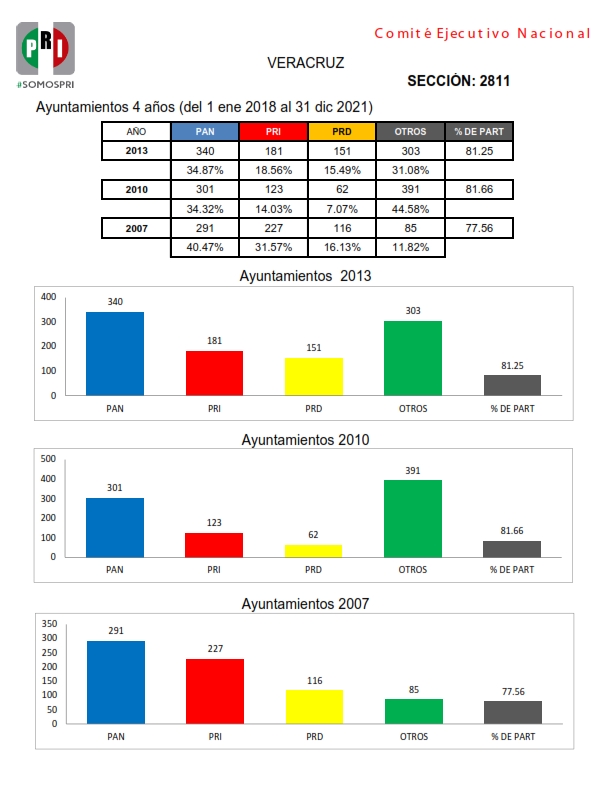 Comité Ejecutivo Nacional
PRI
#SOMOSPRI
VERACRUZ
SECCIÓN: 2811
Ayuntamientos 4 años (del 1 ene 2018 al 31 dic 2021)
AÑO PAN PRI PRD OTROS % DE PART
2013 340 181 151 303 81.25
34.87% 18.56% 15.49% 31.08%
2010 301 123 62 391 81.66
34.32% 14.03% 7.07% 44.58%
2007 291 227 116 85 77.56
40.47% 31.57% 16.13% 11.82%
Ayuntamientos 2013
400
300
200
100
0
340
181
151
303
81.25
PAN PRI PRD OTROS % DE PART
Ayuntamientos 2010
500
400
300
200
100
0
301
123
62
391
81.66
PAN PRI PRD OTROS % DE PART
Ayuntamientos 2007
350
300
250
200
150
100
50
0
291
227
116
85
77.56
PAN PRI PRD OTROS % DE PART